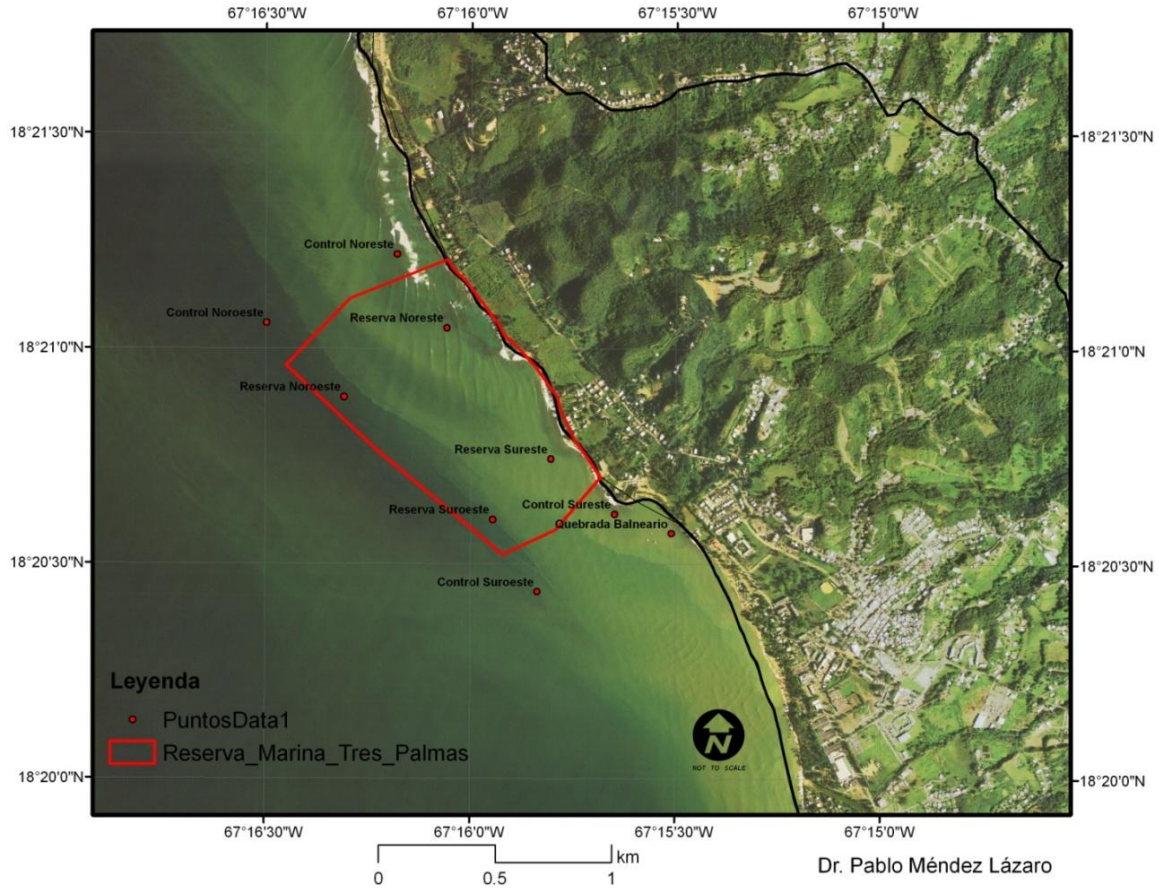 67°16'30"W 67°16'0"W 67°15'30"W 67°15'0"W
18°21'30"N 18°21'30"N
Control Noreste
Control Noroeste
Reserva Noreste
18°21'0"N 18°21'0"N
Reserva Noroeste
Reserva Sureste
Control Sureste
Reserva Suroeste
Quebrada Balneario
18°20'30"N 18°20'30"N
Control Suroeste
Leyenda
PuntosData1
Reserva_Marina_Tres_Palmas
N
NOT TO SCALE
18°20'0"N 18°20'0"N
67°16'30"W 67°16'0"W 67°15'30"W 67°15'0"W
km
0 0.5 1
Dr. Pablo Méndez Lázaro